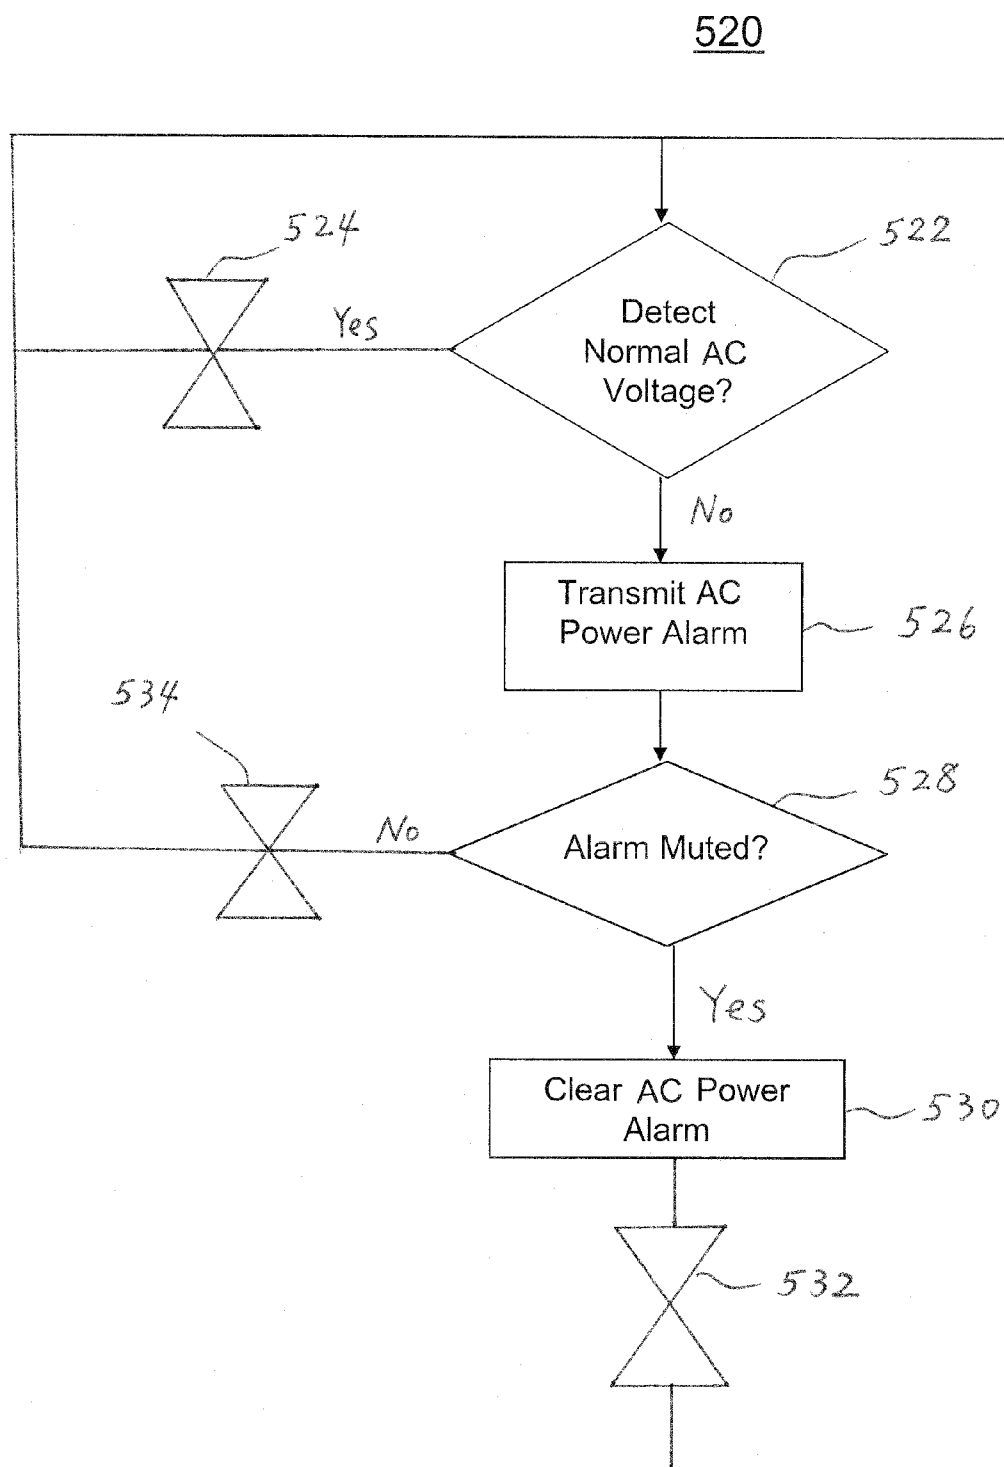 520
524
522
Yes
Detect
Normal AC
Voltage?
No
Transmit AC
Power Alarm
526
534
528
No
Alarm Muted?
Yes
Clear AC Power
Alarm
530
532